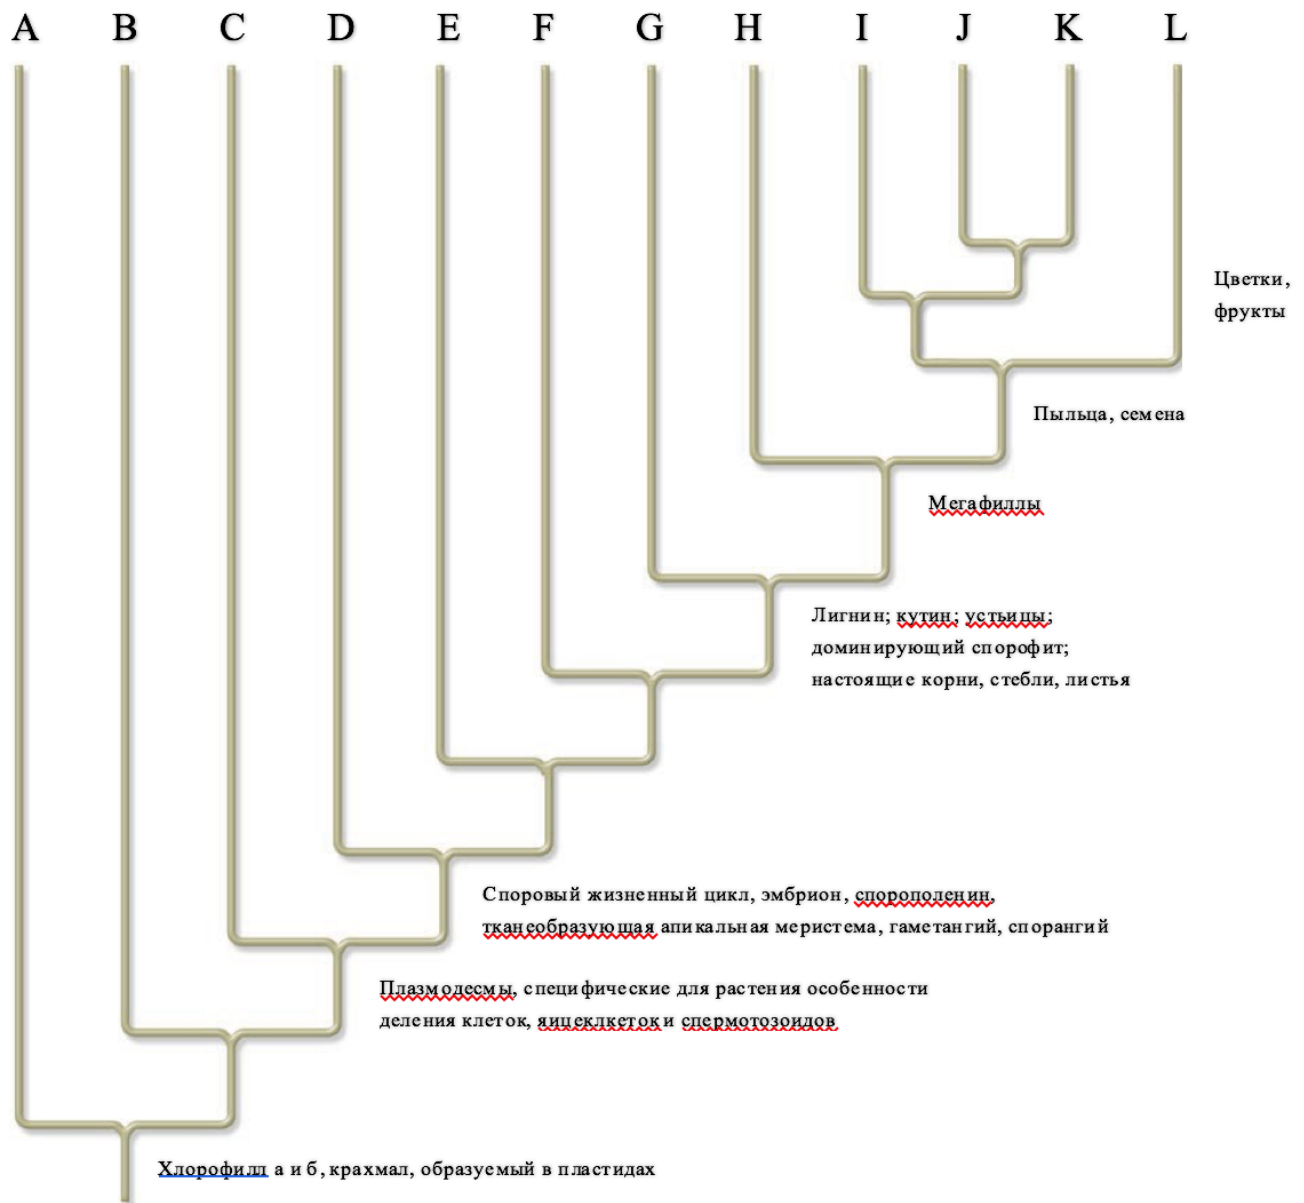 A B C D E F G H I J K L
Цветки,
фрукты
Пыльца, семена
Мегафиллы
Лигнин; кутин; устьицы;
доминирующий спорофит;
настоящие корни, стебли, листья
Споровый жизненный цикл, эмбрион, спорополенин,
тканеобразующая апикальная меристема, гаметангий, спорангий
Плазмодесмы, специфические для растения особенности
деления клеток, яицеклкеток и спермотозоидов
Хлорофилл а и б, крахмал, образуемый в пластидах